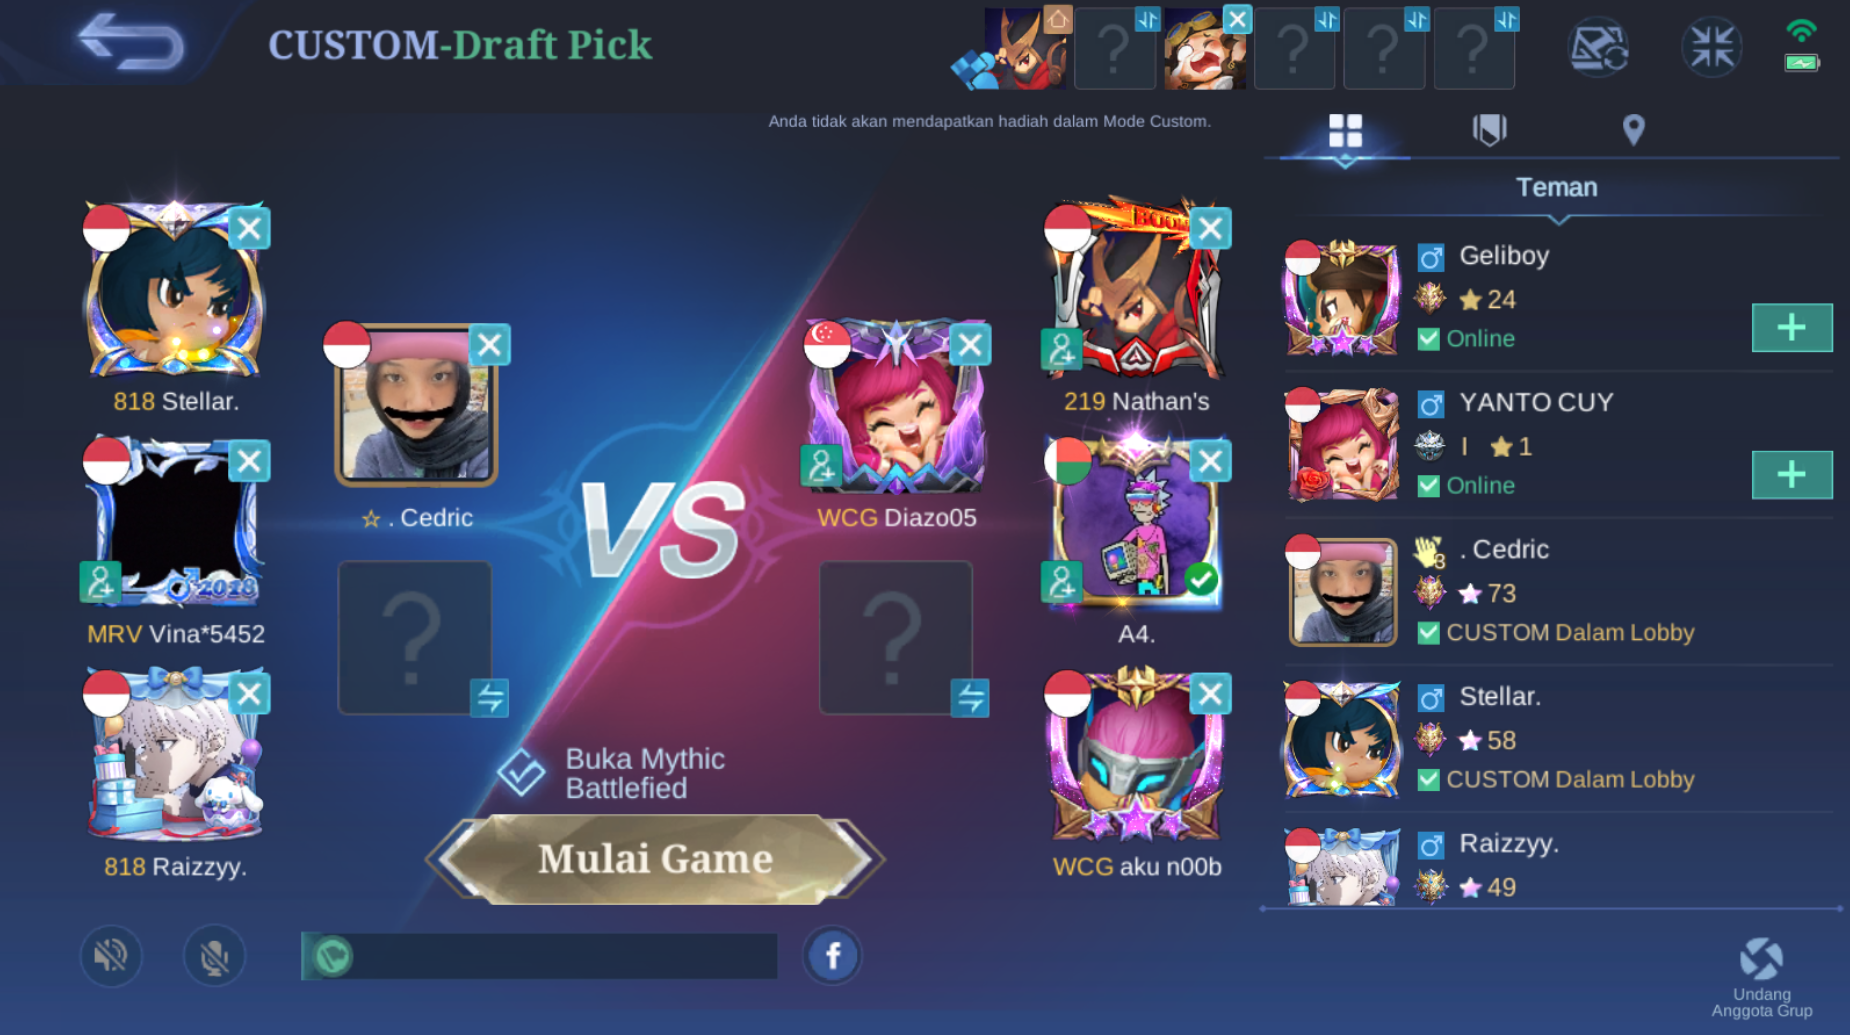 CUSTOM-Draft Pick
Anda tidak akan mendapatkan hadiah dalam Mode Custom.
818 Stellar.
MRV Vina*5452
2018
818 Raizzyy.
☆ . Cedric
VS
WCG Diazo05
219 Nathan's
A4.
WCG aku n00b
Buka Mythic
Battlefied
Mulai Game
Teman
Geliboy
24
Online
YANTO CUY
I 1
Online
3
. Cedric
73
CUSTOM Dalam Lobby
Stellar.
58
CUSTOM Dalam Lobby
Raizzyy.
49
Undang
Anggota Grup